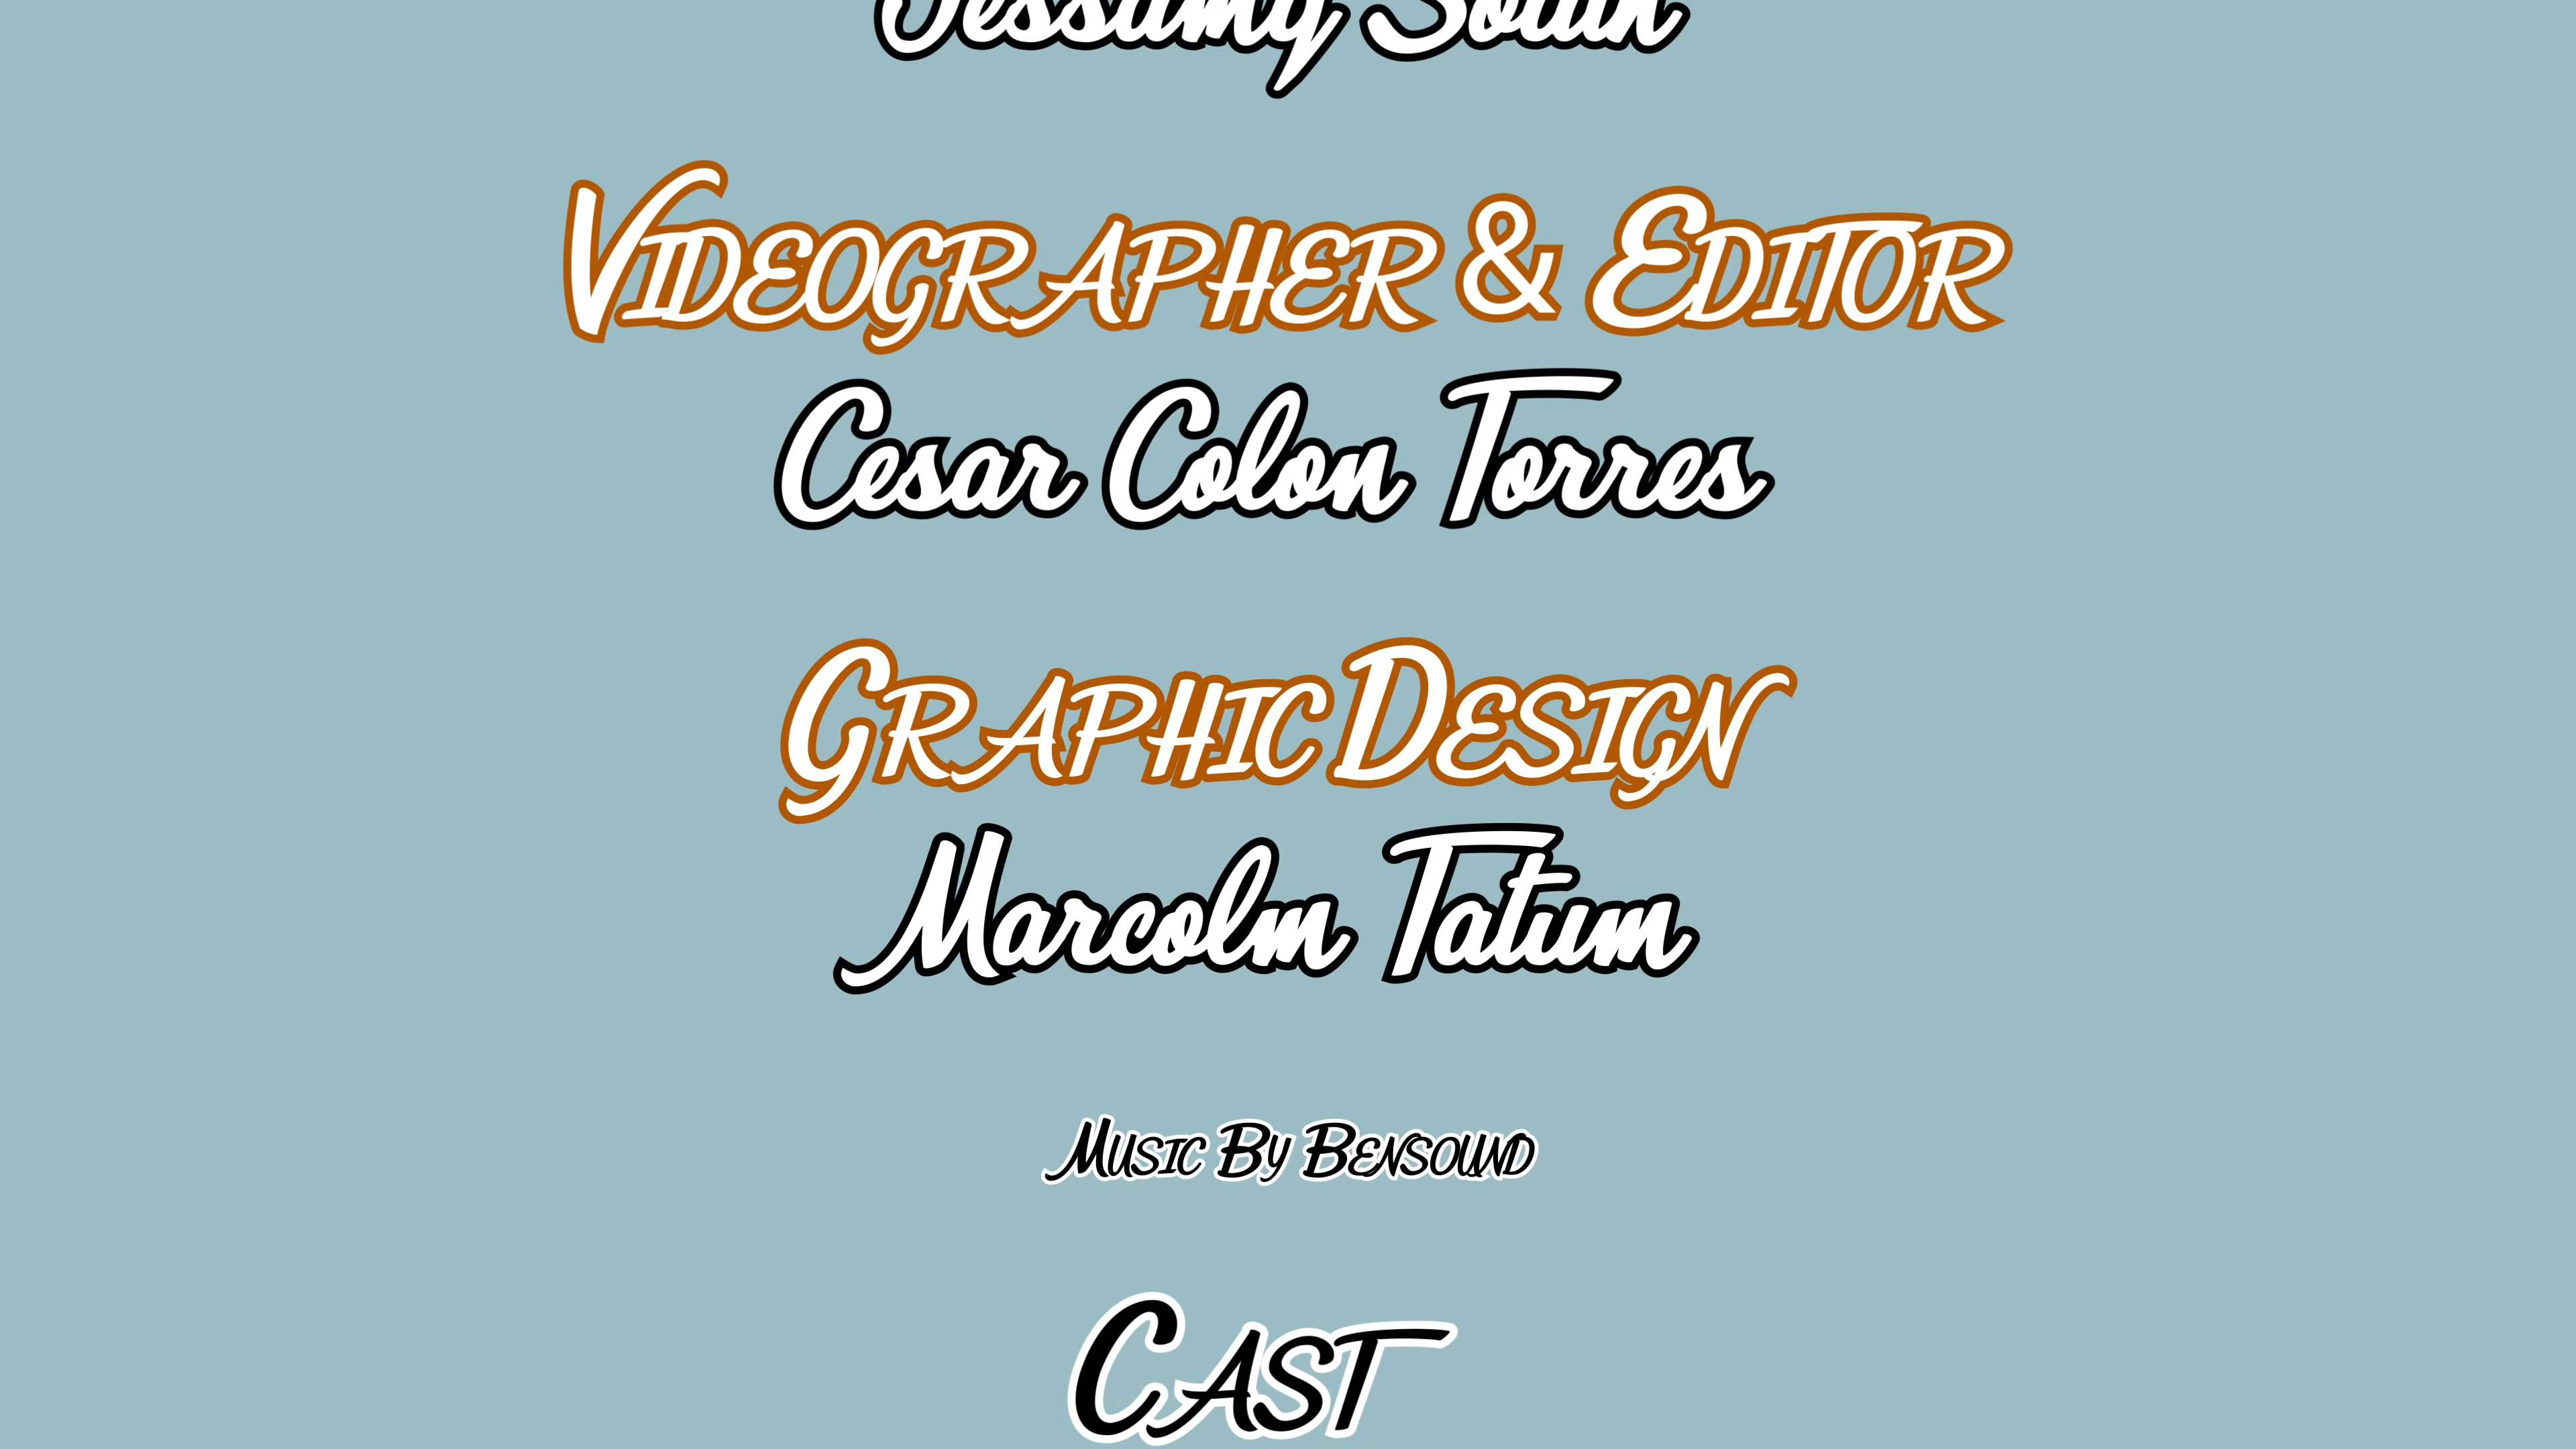 Videographer & Editor
Cesar Colon Torres
Graphic Design
Marcolm Tatum
Music By Bensound
Cast